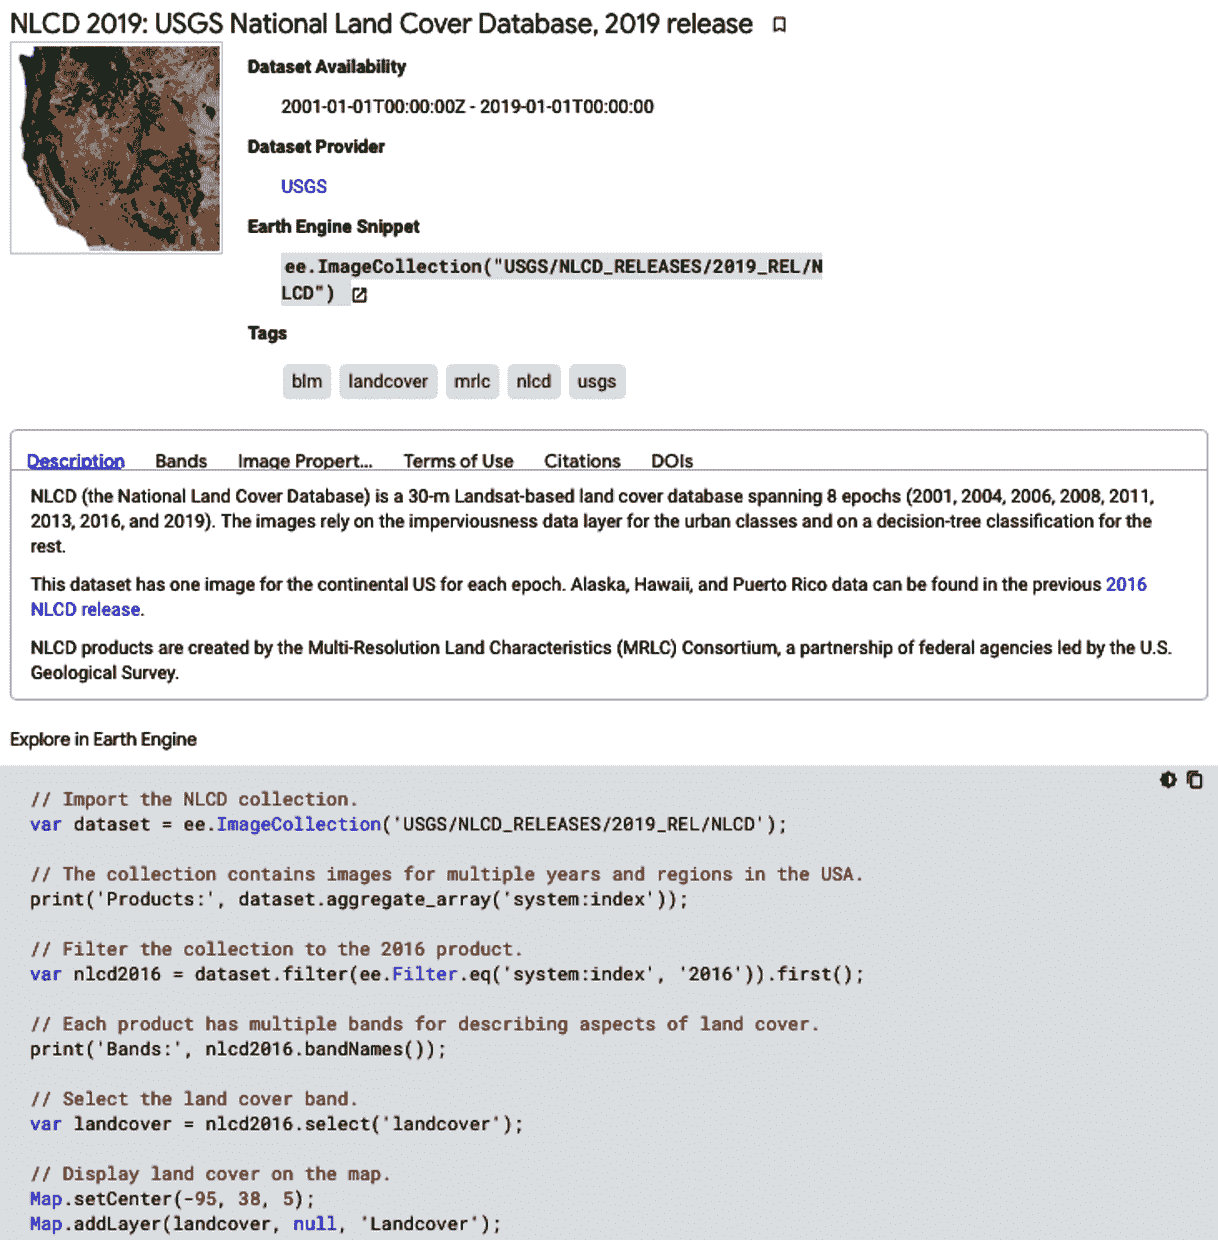 NLCD 2019: USGS National Land Cover Database, 2019 release
Dataset Availability
2001-01-01T00:00:00Z - 2019-01-01T00:00:00
Dataset Provider
USGS
Earth Engine Snippet
ee.ImageCollection("USGS/NLCD_RELEASES/2019_REL/N
LCD")
Tags
blm landcover mrlc nlcd usgs
Description Bands Image Propert... Terms of Use Citations DOIs
NLCD (the National Land Cover Database) is a 30-m Landsat-based land cover database spanning 8 epochs (2001, 2004, 2006, 2008, 2011,
2013, 2016, and 2019). The images rely on the imperviousness data layer for the urban classes and on a decision-tree classification for the
rest.
This dataset has one image for the continental US for each epoch. Alaska, Hawaii, and Puerto Rico data can be found in the previous 2016
NLCD release.
NLCD products are created by the Multi-Resolution Land Characteristics (MRLC) Consortium, a partnership of federal agencies led by the U.S.
Geological Survey.
Explore in Earth Engine
// Import the NLCD collection.
var dataset = ee.ImageCollection('USGS/NLCD_RELEASES/2019_REL/NLCD');
// The collection contains images for multiple years and regions in the USA.
print('Products:', dataset.aggregate_array('system:index'));
// Filter the collection to the 2016 product.
var nlcd2016 = dataset.filter(ee.Filter.eq('system:index', '2016')).first();
// Each product has multiple bands for describing aspects of land cover.
print('Bands:', nlcd2016.bandNames());
// Select the land cover band.
var landcover = nlcd2016.select('landcover');
// Display land cover on the map.
Map.setCenter(-95, 38, 5);
Map.addLayer(landcover, null, 'Landcover');